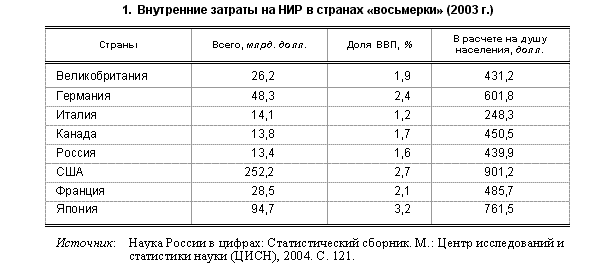 1. Внутренние затраты на НИР в странах «восьмерки» (2003 г.)
Страны Всего, млрд. долл. Доля ВВП, % В расчете на душу населения, долл.
Великобритания 26,2 1,9 431,2
Германия 48,3 2,4 601,8
Италия 14,1 1,2 248,3
Канада 13,8 1,7 450,5
Россия 13,4 1,6 439,9
США 252,2 2,7 901,2
Франция 28,5 2,1 485,7
Япония 94,7 3,2 761,5
Источник: Наука России в цифрах: Статистический сборник. М.: Центр исследований и
статистики науки (ЦИСН), 2004. С. 121.